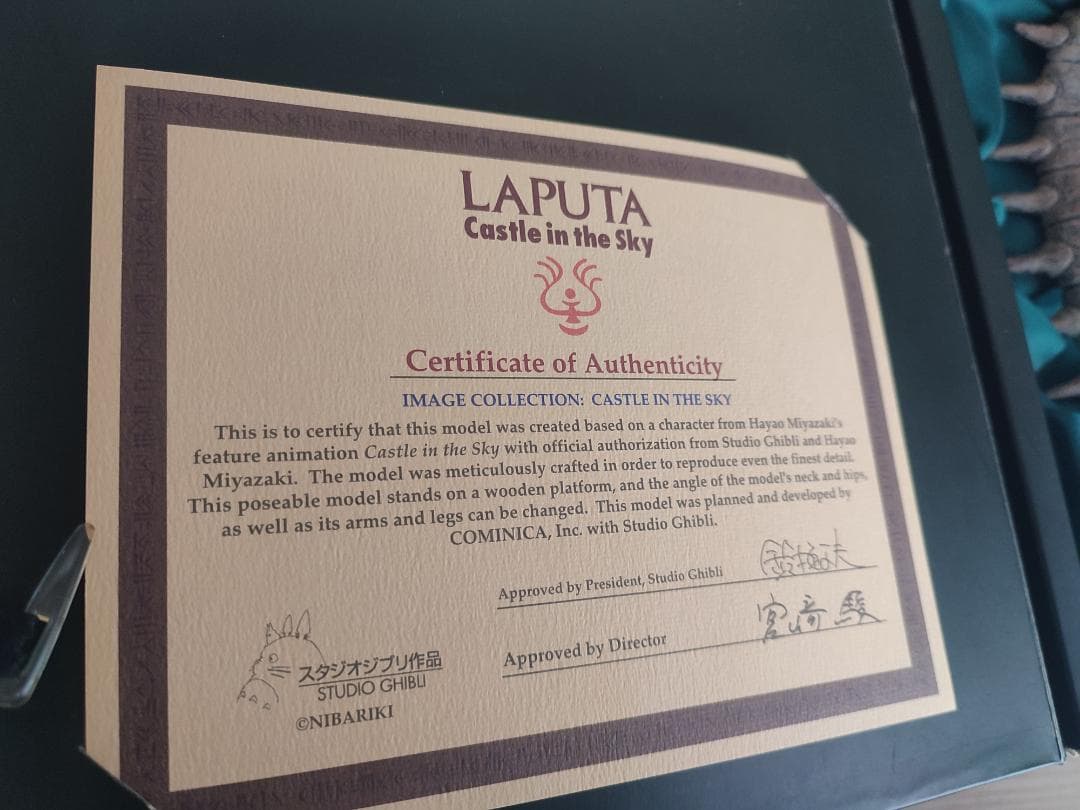 LAPUTA
Castle in the Sky
Certificate of Authenticity
IMAGE COLLECTION: CASTLE IN THE SKY
This is to certify that this model was created based on a character from Hayao Miyazaki's
feature animation Castle in the Sky with official authorization from Studio Ghibli and Hayao
Miyazaki. The model was meticulously crafted in order to reproduce even the finest detail.
This poseable model stands on a wooden platform, and the angle of the model's neck and hips,
as well as its arms and legs can be changed. This model was planned and developed by
COMINICA, Inc. with Studio Ghibli.
Approved by President, Studio Ghibli
Approved by Director 宮﨑 駿
スタジオジブリ作品
STUDIO GHIBLI
©NIBARIKI